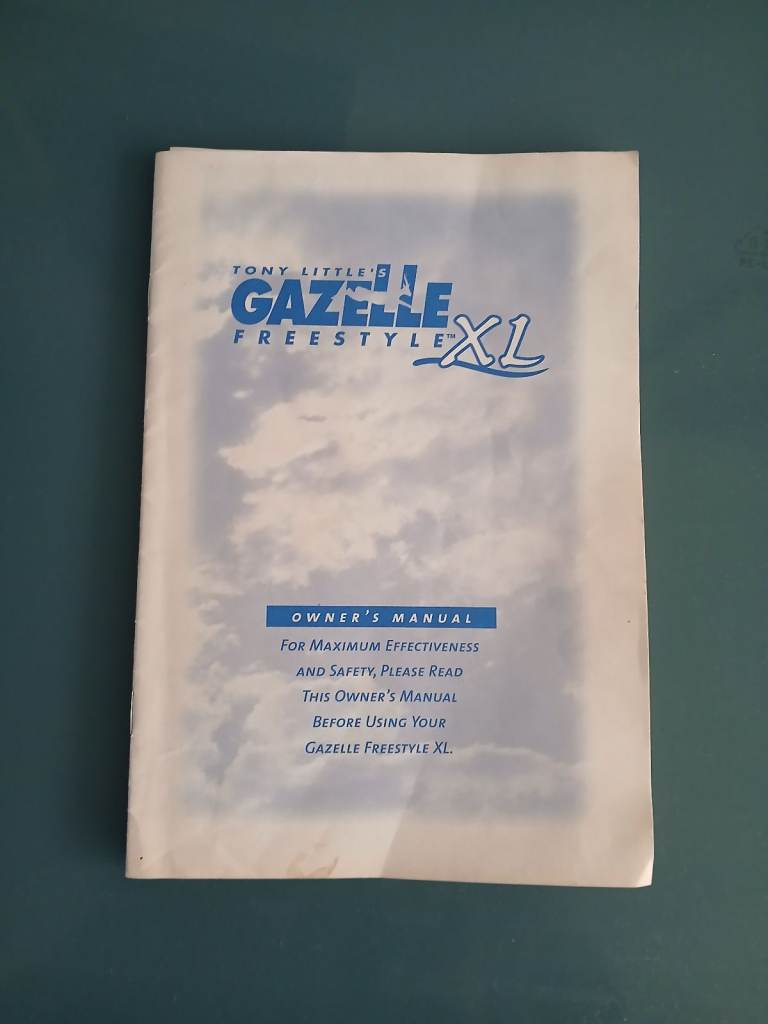 TONY LITTLE'S
GAZELLE
FREESTYLE™ XL
OWNER'S MANUAL
FOR MAXIMUM EFFECTIVENESS
AND SAFETY, PLEASE READ
THIS OWNER'S MANUAL
BEFORE USING YOUR
GAZELLE FREESTYLE XL.